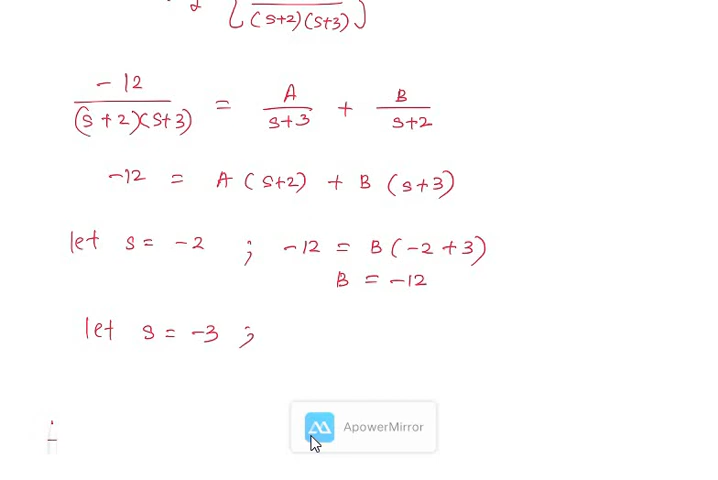 2 [ / (s+2)(s+3) ]
-12 / (s+2)(s+3) = A / s+3 + B / s+2
-12 = A (s+2) + B (s+3)
let s = -2 ; -12 = B (-2+3)
B = -12
let s = -3 ;
ApowerMirror